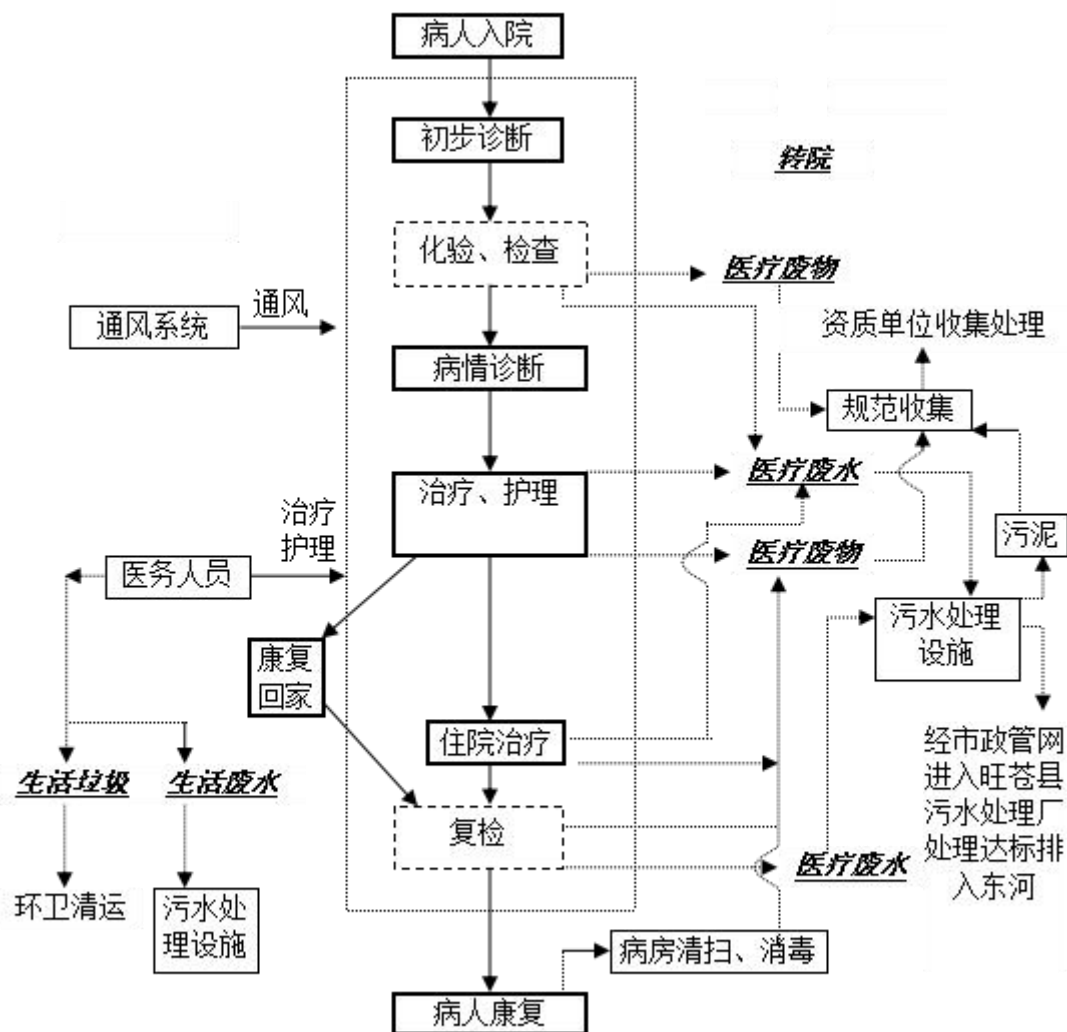 病人入院
初步诊断
转院
化验、检查
医疗废物
通风
通风系统
资质单位收集处理
病情诊断
规范收集
治疗、护理
医疗废水
治疗
护理
医疗废物
污泥
医务人员
污水处理
设施
康复
回家
住院治疗
经市政管网
进入旺苍县
污水处理厂
处理达标排
入东河
生活垃圾
生活废水
复检
医疗废水
环卫清运
污水处
理设施
病房清扫、消毒
病人康复